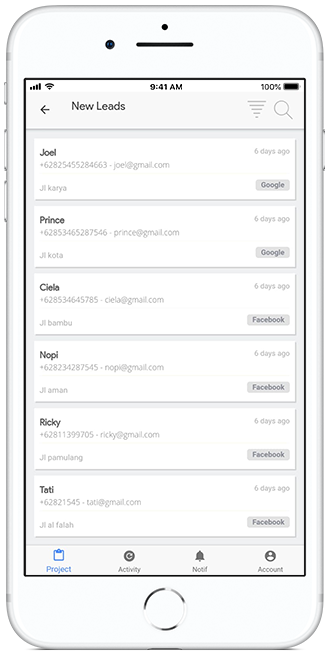 9:41 AM
100%
New Leads
Joel
6 days ago
+62825455284663 - joel@gmail.com
Jl karya
Google
Prince
6 days ago
+62853465287546 - prince@gmail.com
Jl kota
Google
Ciela
6 days ago
+628534645785 - ciela@gmail.com
Jl bambu
Facebook
Nopi
6 days ago
+628234287545 - nopi@gmail.com
Jl aman
Facebook
Ricky
6 days ago
+62811399705 - ricky@gmail.com
Jl pamulang
Facebook
Tati
6 days ago
+62821545 - tati@gmail.com
Jl al falah
Facebook
Project
Activity
Notif
Account